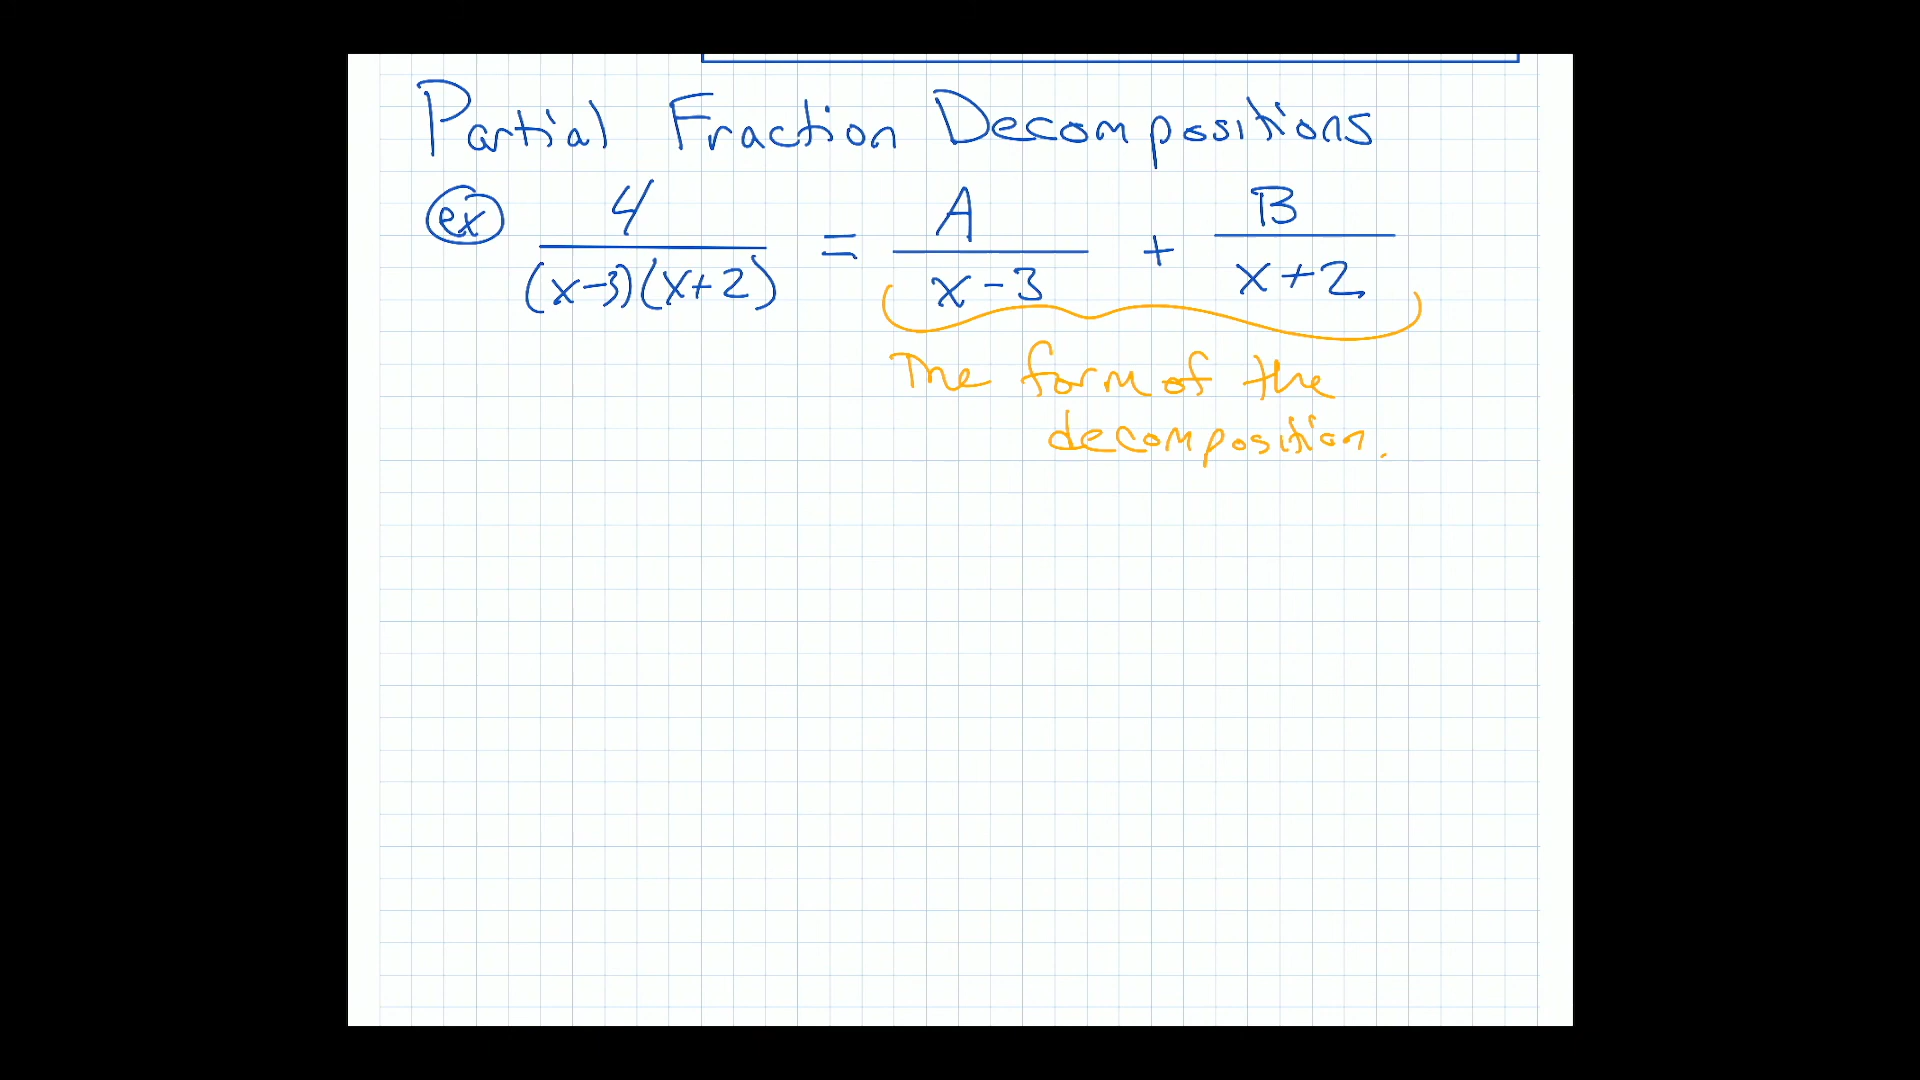 Partial Fraction Decompositions
ex 4/((x-3)(x+2)) = A/(x-3) + B/(x+2)
The form of the
decomposition.